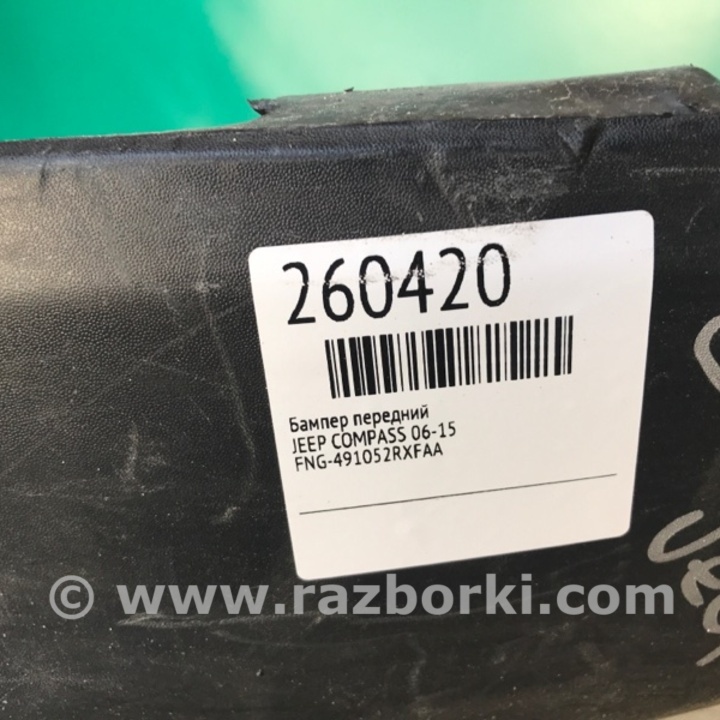 260420
Бампер передний
JEEP COMPASS 06-15
FNG-491052RXFAA
© www.razborki.com